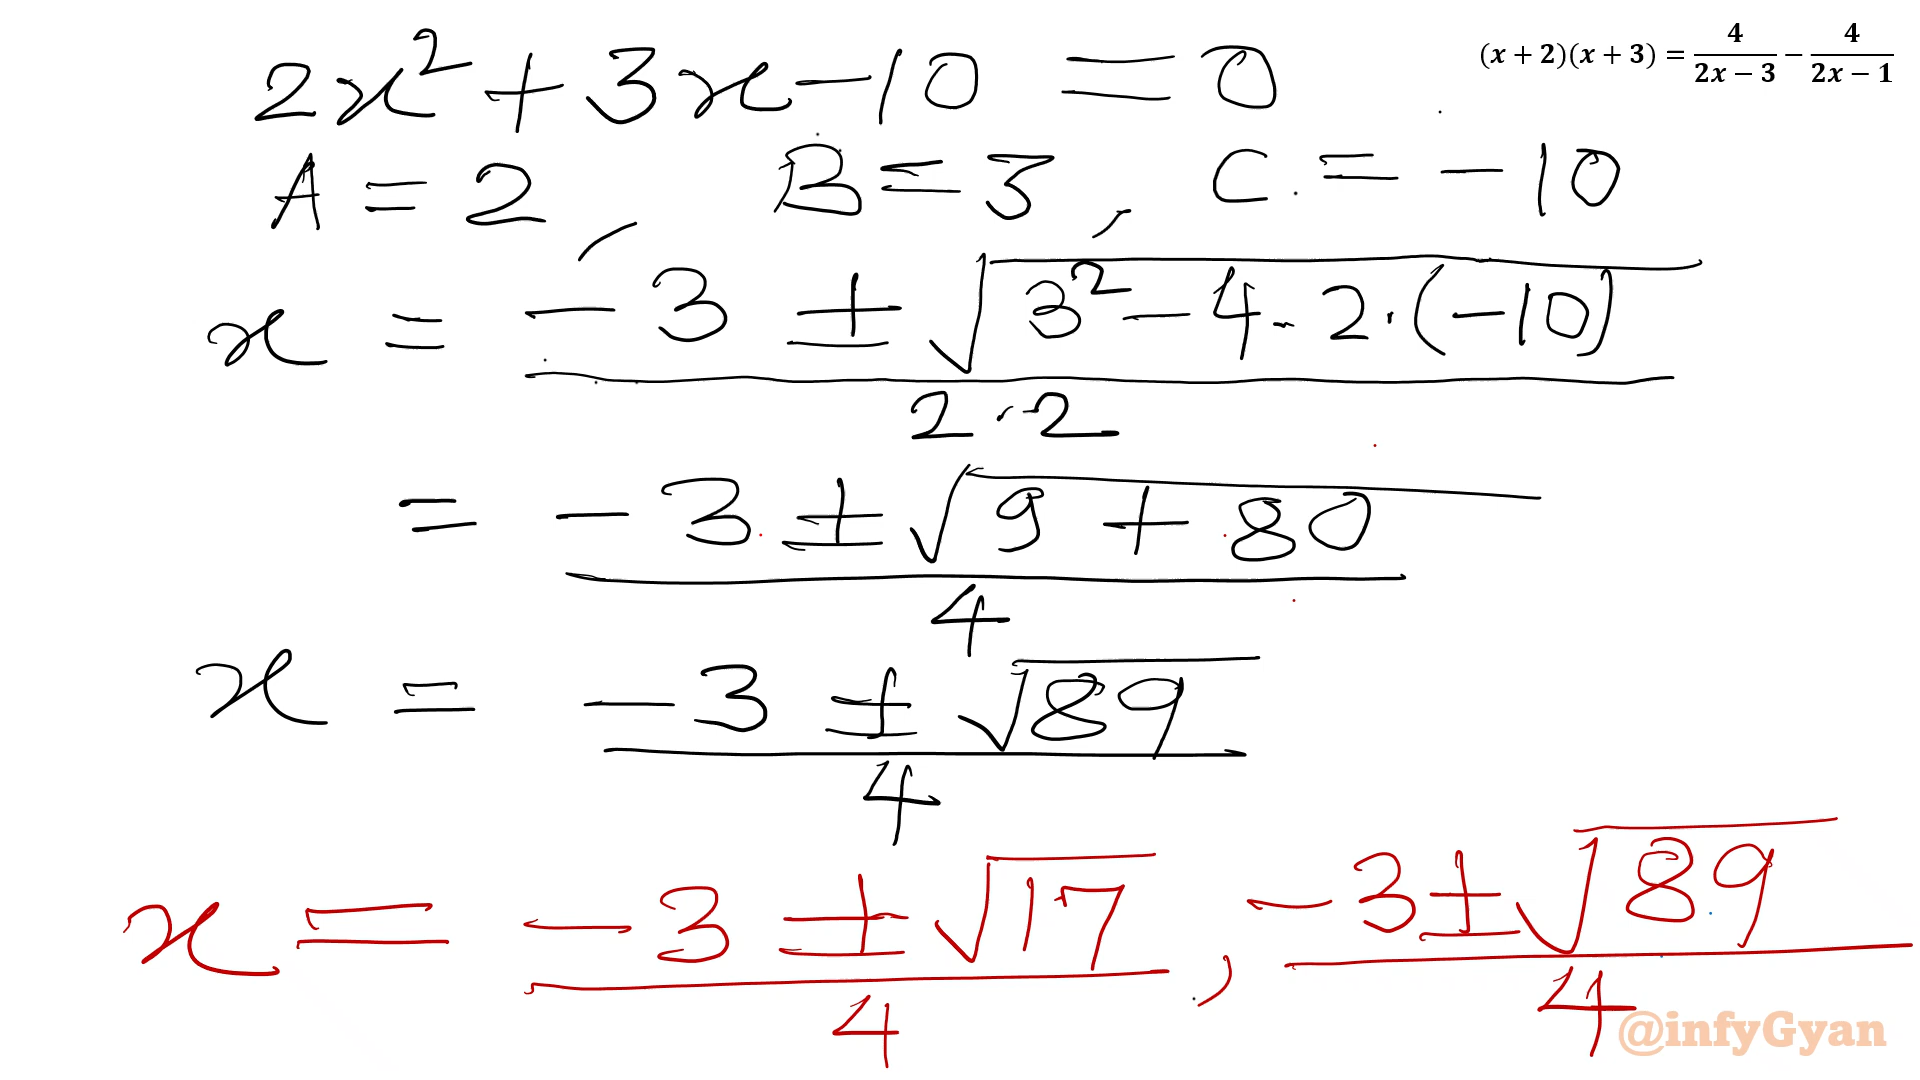 (x + 2)(x + 3) = 4/(2x − 3) − 4/(2x − 1)
2x² + 3x − 10 = 0
A = 2, B = 3, C = −10
x = (−3 ± √(3² − 4 · 2 · (−10)))/(2 · 2)
= (−3 ± √(9 + 80))/4
x = (−3 ± √89)/4
x = (−3 ± √17)/4, (−3 ± √89)/4
@infyGyan